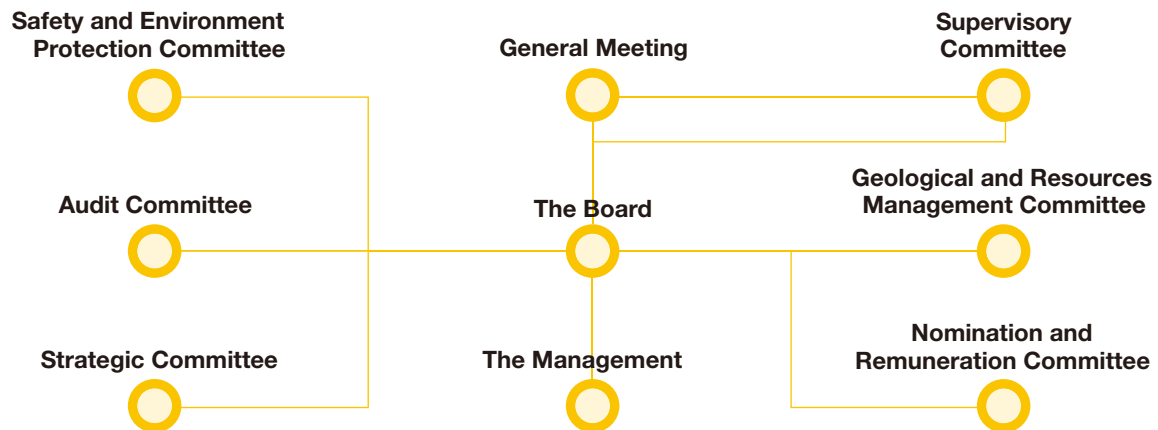 Safety and Environment
Protection Committee
General Meeting
Supervisory
Committee
Audit Committee
The Board
Geological and Resources
Management Committee
Strategic Committee
The Management
Nomination and
Remuneration Committee